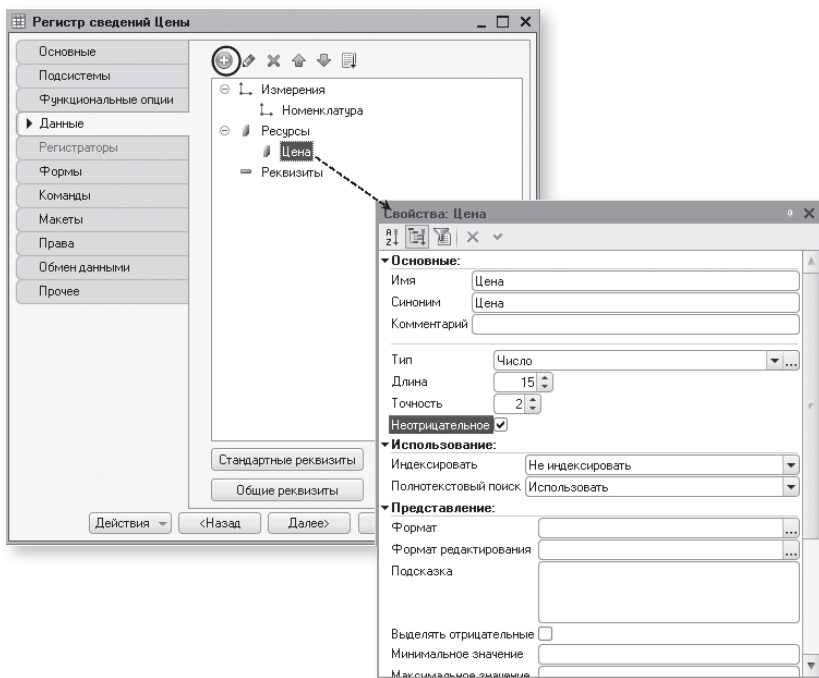 Регистр сведений Цены
Основные
Подсистемы
Функциональные опции
Данные
Регистраторы
Формы
Команды
Макеты
Права
Обмен данными
Прочее
Измерения
Номенклатура
Ресурсы
Цена
Реквизиты
Стандартные реквизиты
Общие реквизиты
Действия
<Назад
Далее>
Свойства: Цена
Основные:
Имя Цена
Синоним Цена
Комментарий
Тип Число
Длина 15
Точность 2
Неотрицательное
Использование:
Индексировать Не индексировать
Полнотекстовый поиск Использовать
Представление:
Формат
Формат редактирования
Подсказка
Выделять отрицательные
Минимальное значение
Максимальное значение